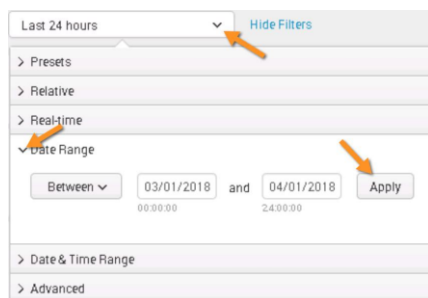 Last 24 hours Hide Filters
Presets
Relative
Real-time
Date Range
Between 03/01/2018 and 04/01/2018 Apply
00:00:00 24:00:00
Date & Time Range
Advanced